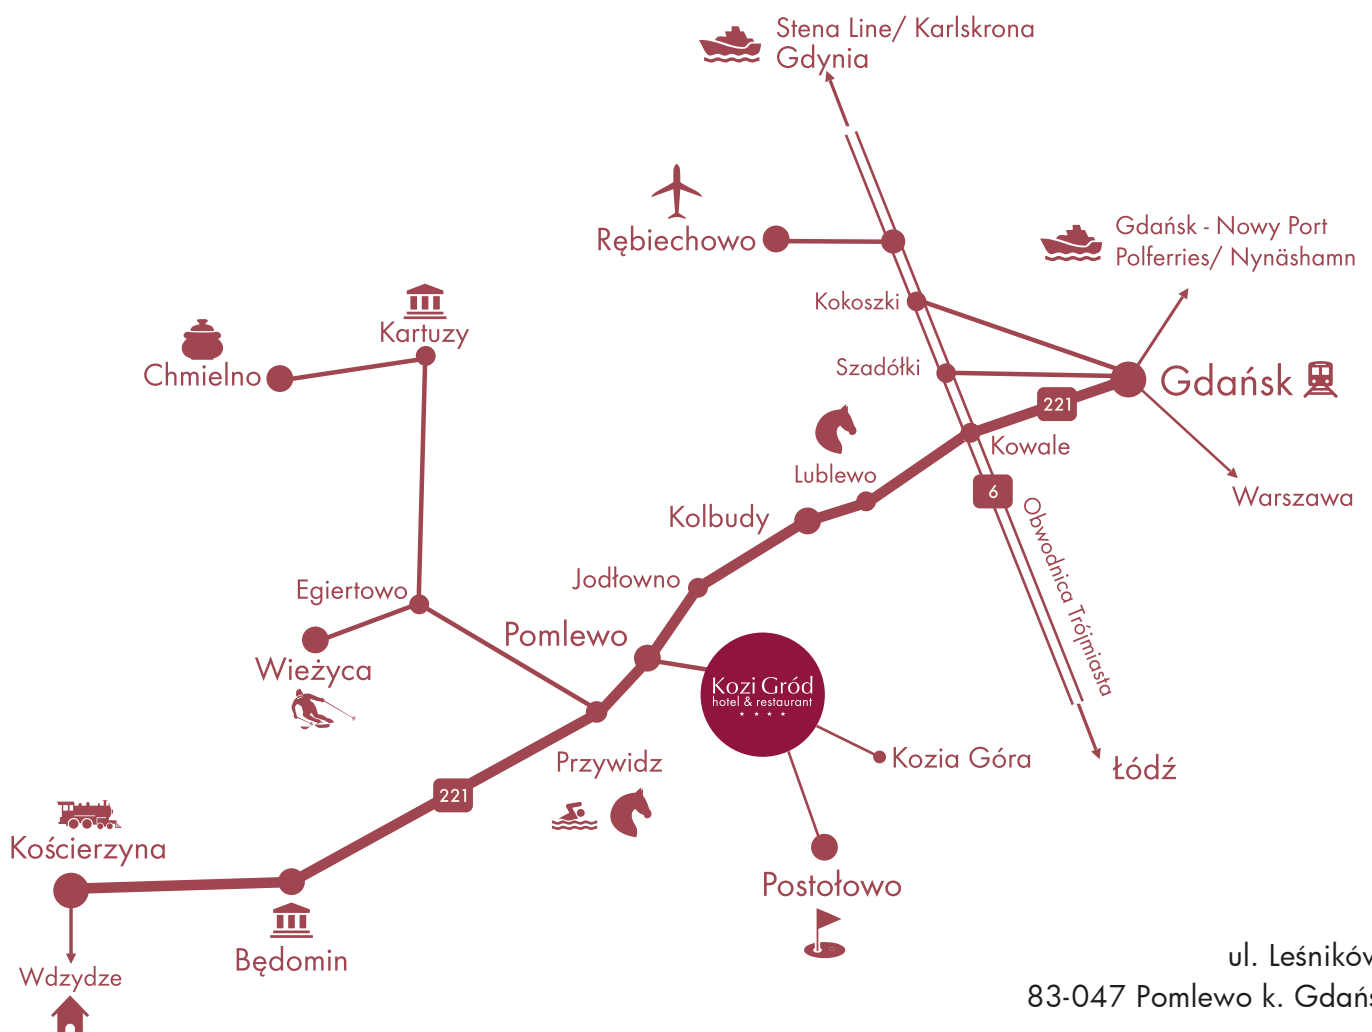 Stena Line/ Karlskrona
Gdynia
Rębiechowo
Gdańsk - Nowy Port
Polferries/ Nynäshamn
Kokoszki
Kartuzy
Chmielno
Szadółki
Gdańsk
221
Kowale
Lublewo
6
Warszawa
Kolbudy
Obwodnica Trójmiasta
Jodłowno
Egiertowo
Pomlewo
Wieżyca
Kozi Gród
hotel & restaurant
Przywidz
Kozia Góra
Łódź
221
Kościerzyna
Postołowo
Będomin
Wdzydze
ul. Leśników
83-047 Pomlewo k. Gdańs